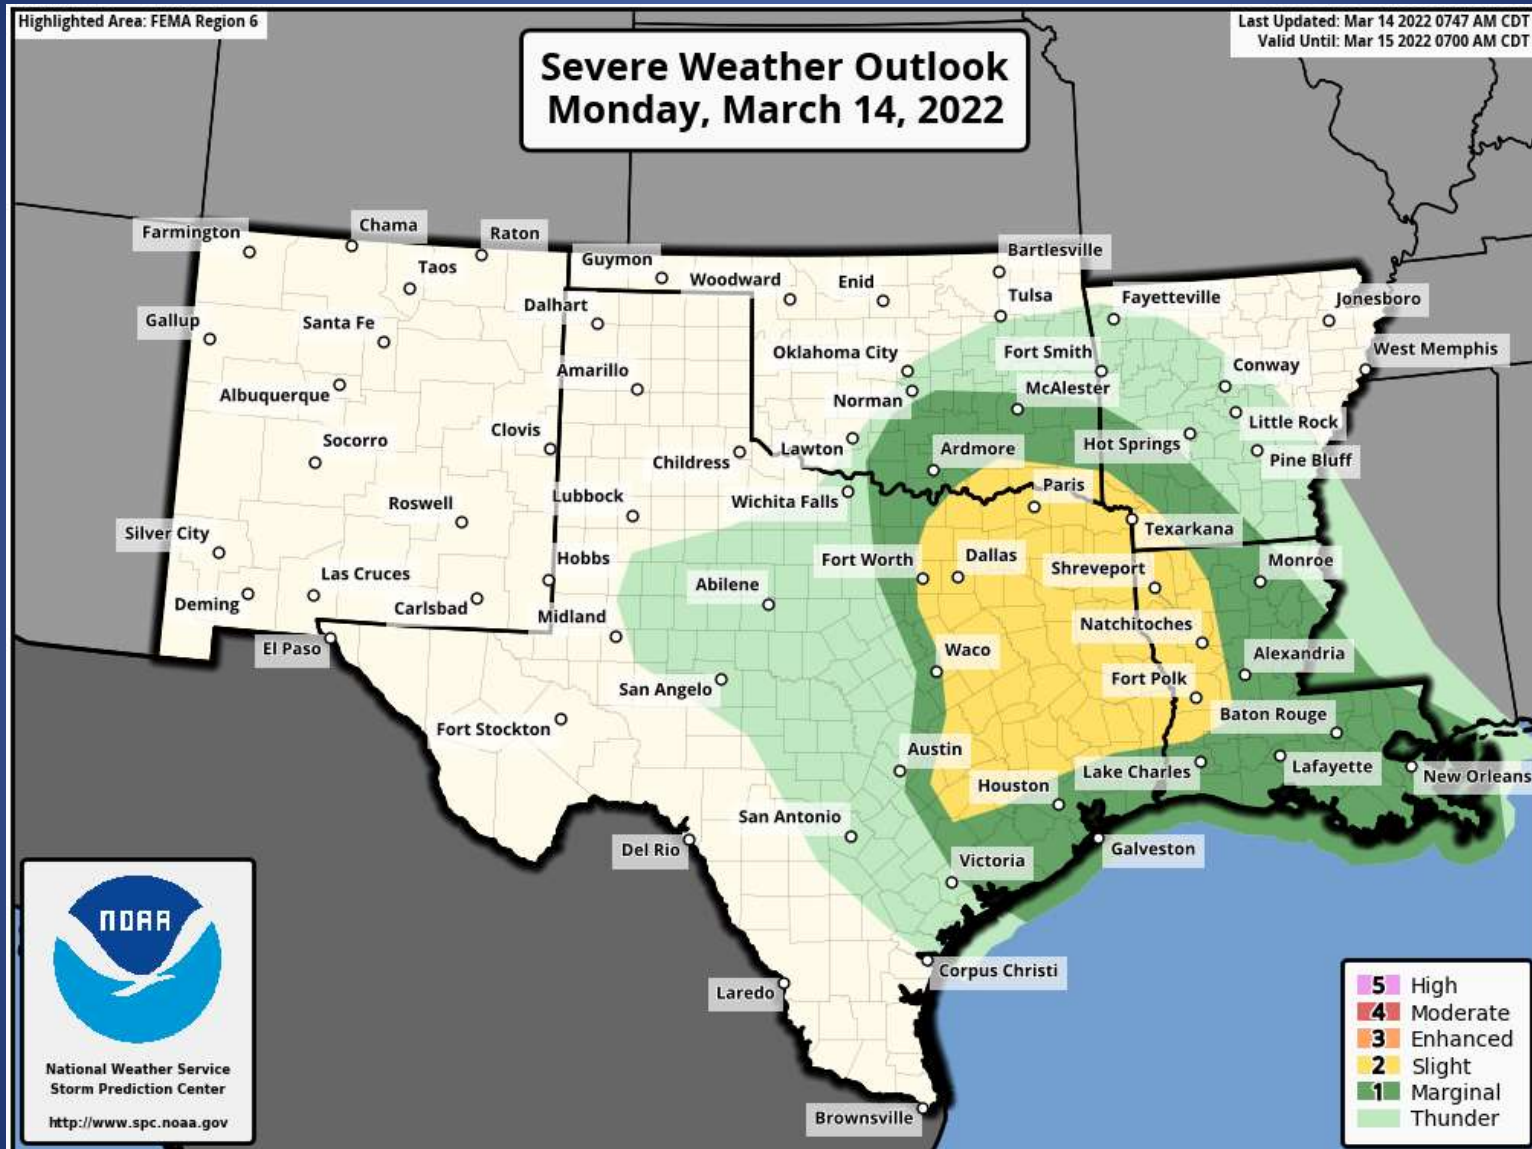 Highlighted Area: FEMA Region 6
Last Updated: Mar 14 2022 0747 AM CDT
Valid Until: Mar 15 2022 0700 AM CDT
Severe Weather Outlook
Monday, March 14, 2022
Farmington
Chama
Raton
Taos
Guymon
Woodward
Enid
Bartlesville
Tulsa
Fayetteville
Jonesboro
Gallup
Santa Fe
Dalhart
Oklahoma City
Fort Smith
Conway
West Memphis
Albuquerque
Amarillo
Norman
McAlester
Little Rock
Socorro
Clovis
Childress
Lawton
Ardmore
Hot Springs
Pine Bluff
Roswell
Lubbock
Wichita Falls
Paris
Texarkana
Silver City
Hobbs
Fort Worth
Dallas
Shreveport
Monroe
Deming
Las Cruces
Carlsbad
Midland
Abilene
Natchitoches
El Paso
San Angelo
Waco
Fort Polk
Alexandria
Fort Stockton
Austin
Baton Rouge
Houston
Lake Charles
Lafayette
New Orleans
San Antonio
Del Rio
Victoria
Galveston
Corpus Christi
Laredo
Brownsville
NOAA
National Weather Service
Storm Prediction Center
http://www.spc.noaa.gov
5 High
4 Moderate
3 Enhanced
2 Slight
1 Marginal
Thunder